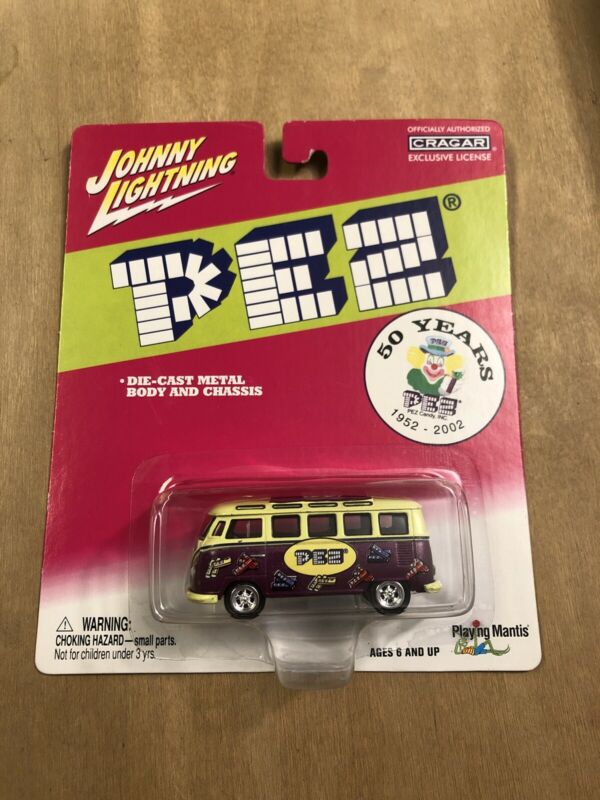 JOHNNY
LIGHTNING
OFFICIALLY AUTHORIZED
CRAGAR
EXCLUSIVE LICENSE
PEZ®
• DIE-CAST METAL
BODY AND CHASSIS
50 YEARS
PEZ
PEZ
PEZ Candy, INC
1952 - 2002
PEZ
⚠ WARNING:
CHOKING HAZARD—small parts.
Not for children under 3 yrs.
AGES 6 AND UP
Playing Mantis